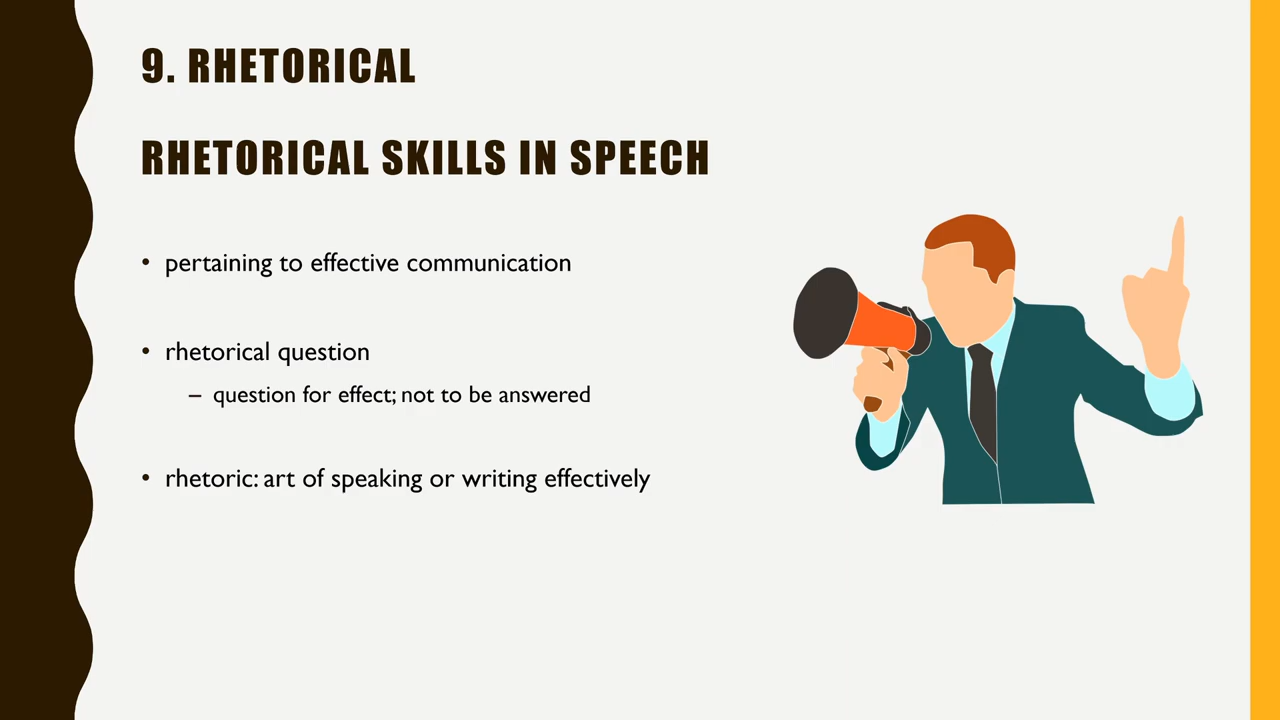 9. RHETORICAL
RHETORICAL SKILLS IN SPEECH
• pertaining to effective communication
• rhetorical question
– question for effect; not to be answered
• rhetoric: art of speaking or writing effectively